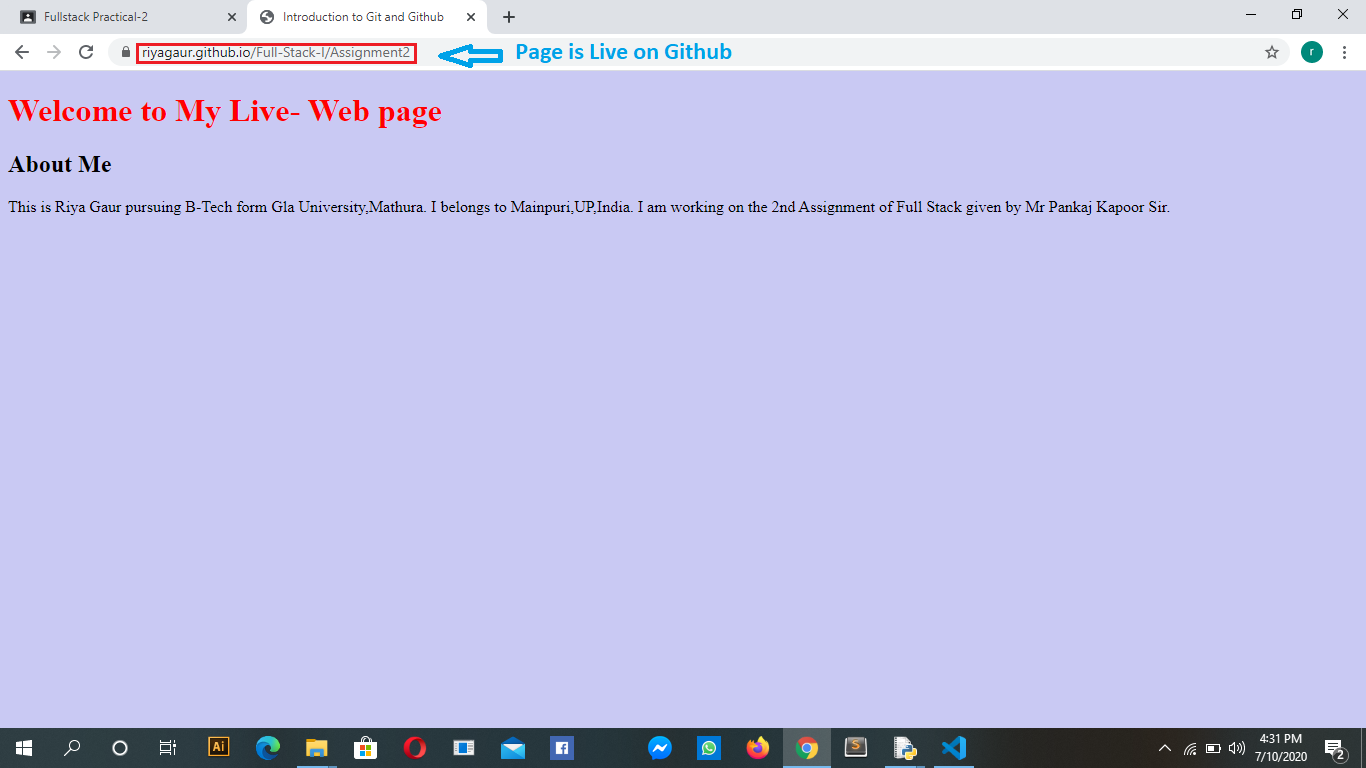 Fullstack Practical-2
Introduction to Git and Github
riyagaur.github.io/Full-Stack-I/Assignment2
Page is Live on Github
r
Welcome to My Live- Web page
About Me
This is Riya Gaur pursuing B-Tech form Gla University,Mathura. I belongs to Mainpuri,UP,India. I am working on the 2nd Assignment of Full Stack given by Mr Pankaj Kapoor Sir.
Ai
S
4:31 PM
7/10/2020
2